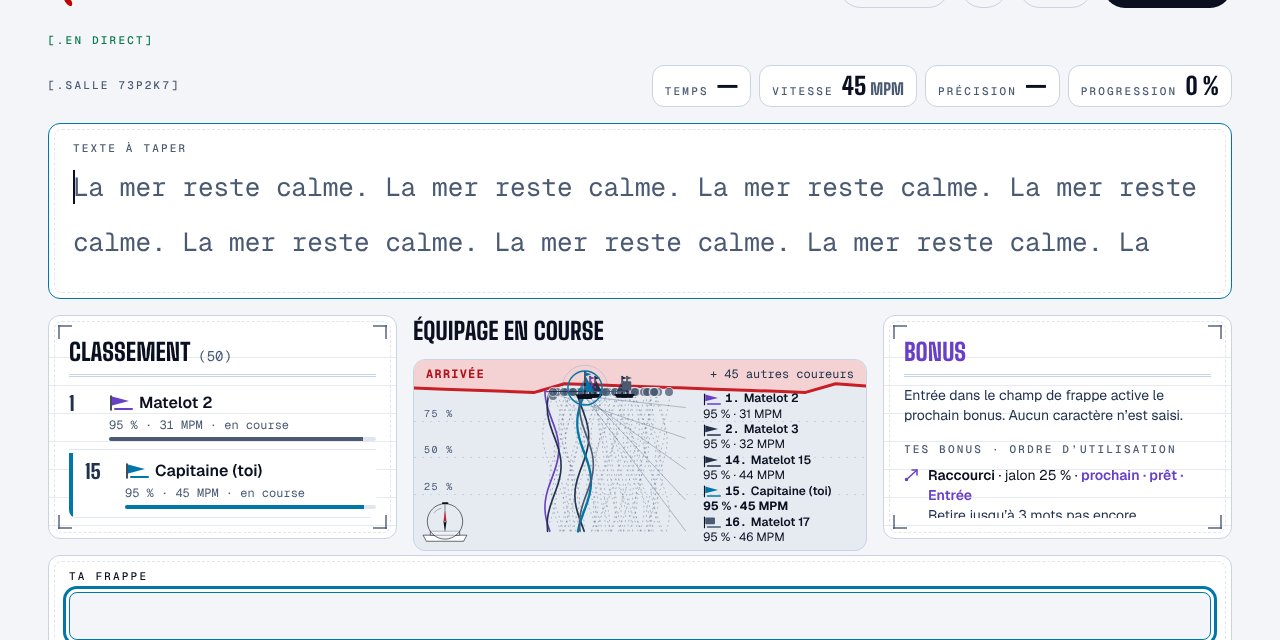 [.EN DIRECT]
[.SALLE 73P2K7]
TEMPS —
VITESSE 45 MPM
PRÉCISION —
PROGRESSION 0 %
TEXTE À TAPER
La mer reste calme. La mer reste calme. La mer reste calme. La mer reste
calme. La mer reste calme. La mer reste calme. La mer reste calme. La
CLASSEMENT (50)
1 Matelot 2
95 % · 31 MPM · en course
15 Capitaine (toi)
95 % · 45 MPM · en course
ÉQUIPAGE EN COURSE
ARRIVÉE
+ 45 autres coureurs
75 %
50 %
25 %
1. Matelot 2
95 % · 31 MPM
2. Matelot 3
95 % · 32 MPM
14. Matelot 15
95 % · 44 MPM
15. Capitaine (toi)
95 % · 45 MPM
16. Matelot 17
95 % · 46 MPM
BONUS
Entrée dans le champ de frappe active le
prochain bonus. Aucun caractère n'est saisi.
TES BONUS · ORDRE D'UTILISATION
Raccourci · jalon 25 % · prochain · prêt ·
Entrée
Retire jusqu'à 3 mots pas encore
TA FRAPPE